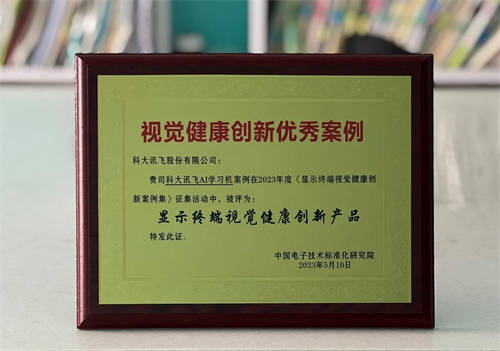 视觉健康创新优秀案例
科大讯飞股份有限公司：
贵司科大讯飞AI学习机案例在2023年度《显示终端视觉健康创
新案例集》征集活动中，被评为：
显示终端视觉健康创新产品
特发此证。
中国电子技术标准化研究院
2023年5月10日